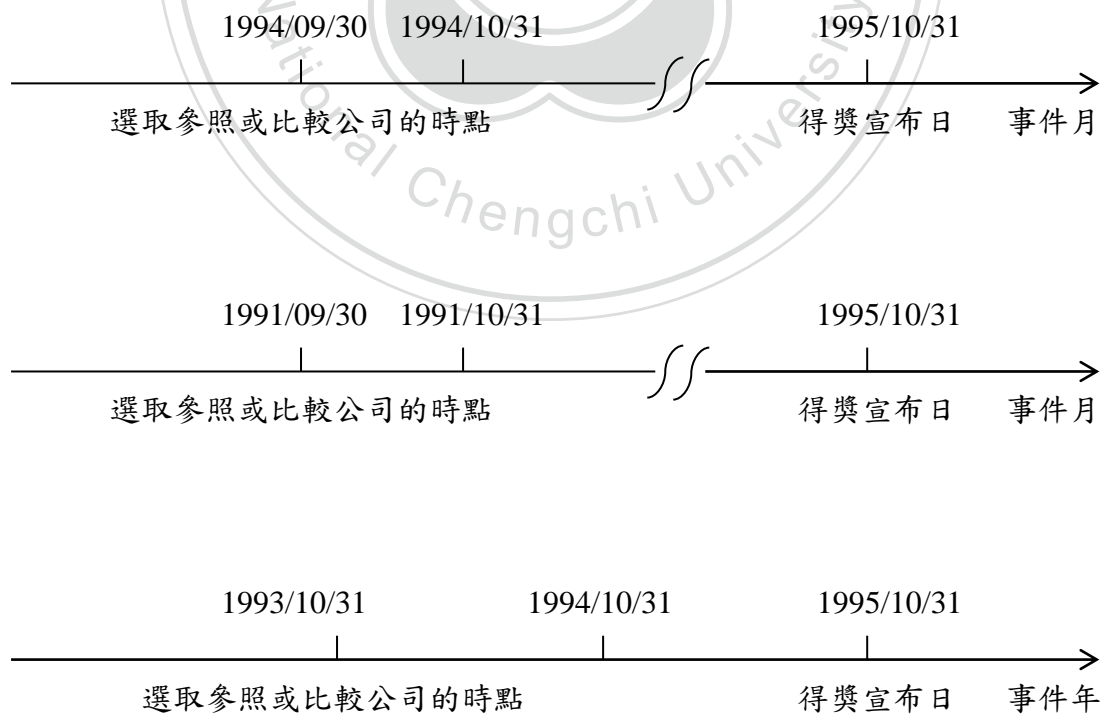 1994/09/30 1994/10/31 1995/10/31
選取參照或比較公司的時點 得獎宣布日 事件月
National Chengchi University
1991/09/30 1991/10/31 1995/10/31
選取參照或比較公司的時點 得獎宣布日 事件月
1993/10/31 1994/10/31 1995/10/31
選取參照或比較公司的時點 得獎宣布日 事件年